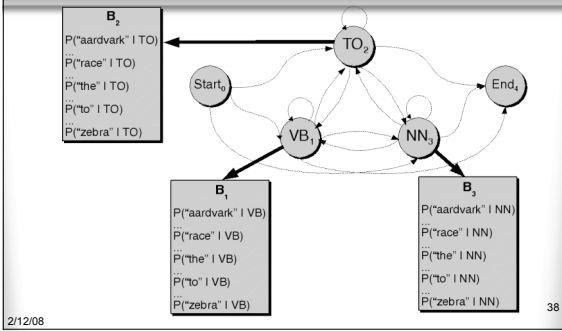 B₂
P("aardvark" | TO)
...
P("race" | TO)
...
P("the" | TO)
...
P("to" | TO)
...
P("zebra" | TO)
TO₂
Start₀
End₄
VB₁
NN₃
B₁
P("aardvark" | VB)
...
P("race" | VB)
...
P("the" | VB)
...
P("to" | VB)
...
P("zebra" | VB)
B₃
P("aardvark" | NN)
...
P("race" | NN)
...
P("the" | NN)
...
P("to" | NN)
...
P("zebra" | NN)
2/12/08
38